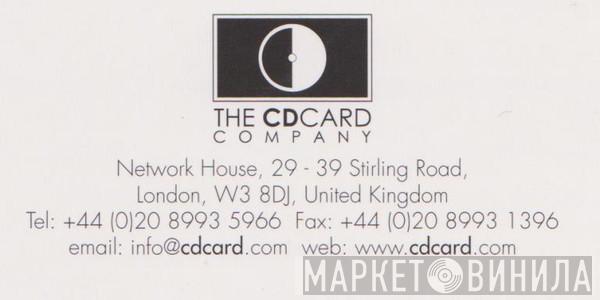 THE CDCARD
COMPANY
Network House, 29 - 39 Stirling Road,
London, W3 8DJ, United Kingdom
Tel: +44 (0)20 8993 5966 Fax: +44 (0)20 8993 1396
email: info@cdcard.com web: www.cdcard.com
МАРКЕТ ВИНИЛА